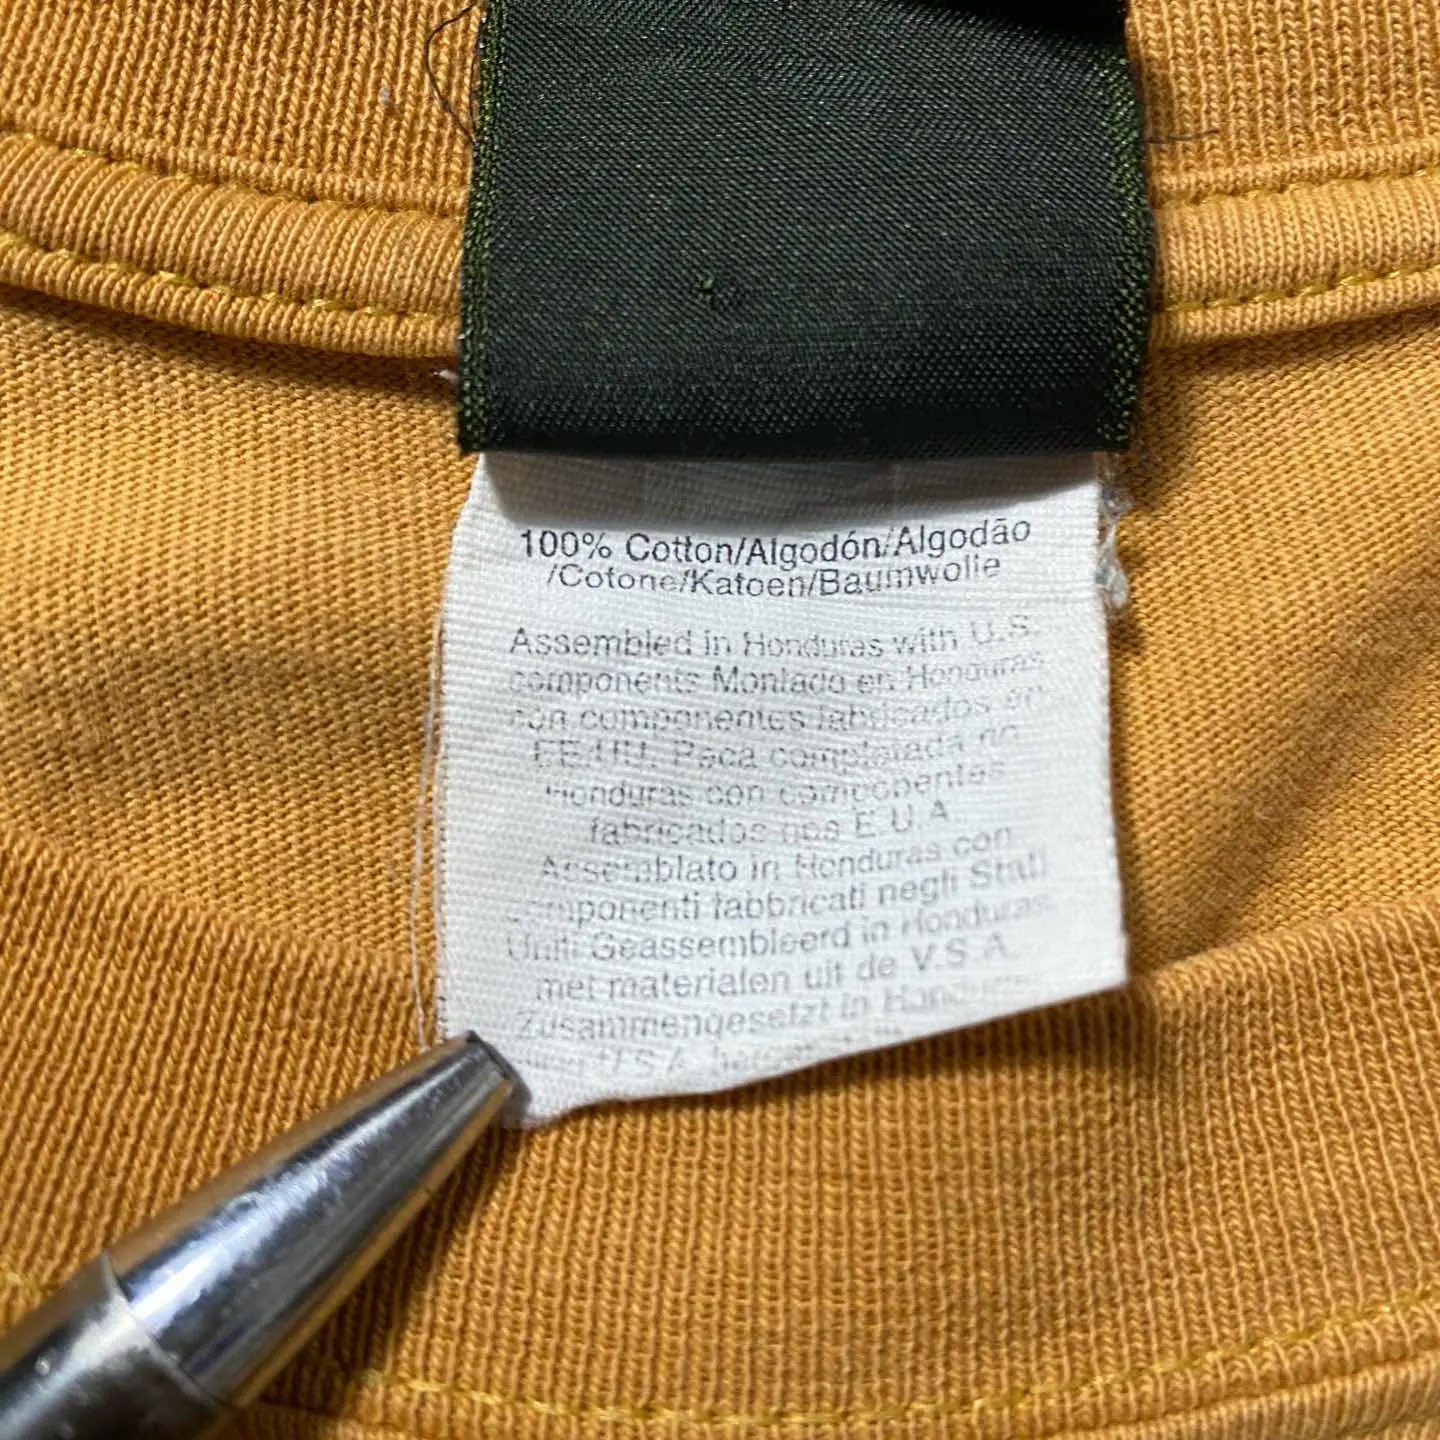 100% Cotton/Algodón/Algodão
/Cotone/Katoen/Baumwolle
Assembled in Honduras with U.S.
components Montado en Honduras
con componentes fabricados en
EE.UU. Peca completada no
Honduras con componentes
fabricados nos E.U.A
Assemblato in Honduras con
componenti fabbricati negli Stati
Uniti Geassembleerd in Honduras
met materialen uit de V.S.A.
Zusammengesetzt in Honduras